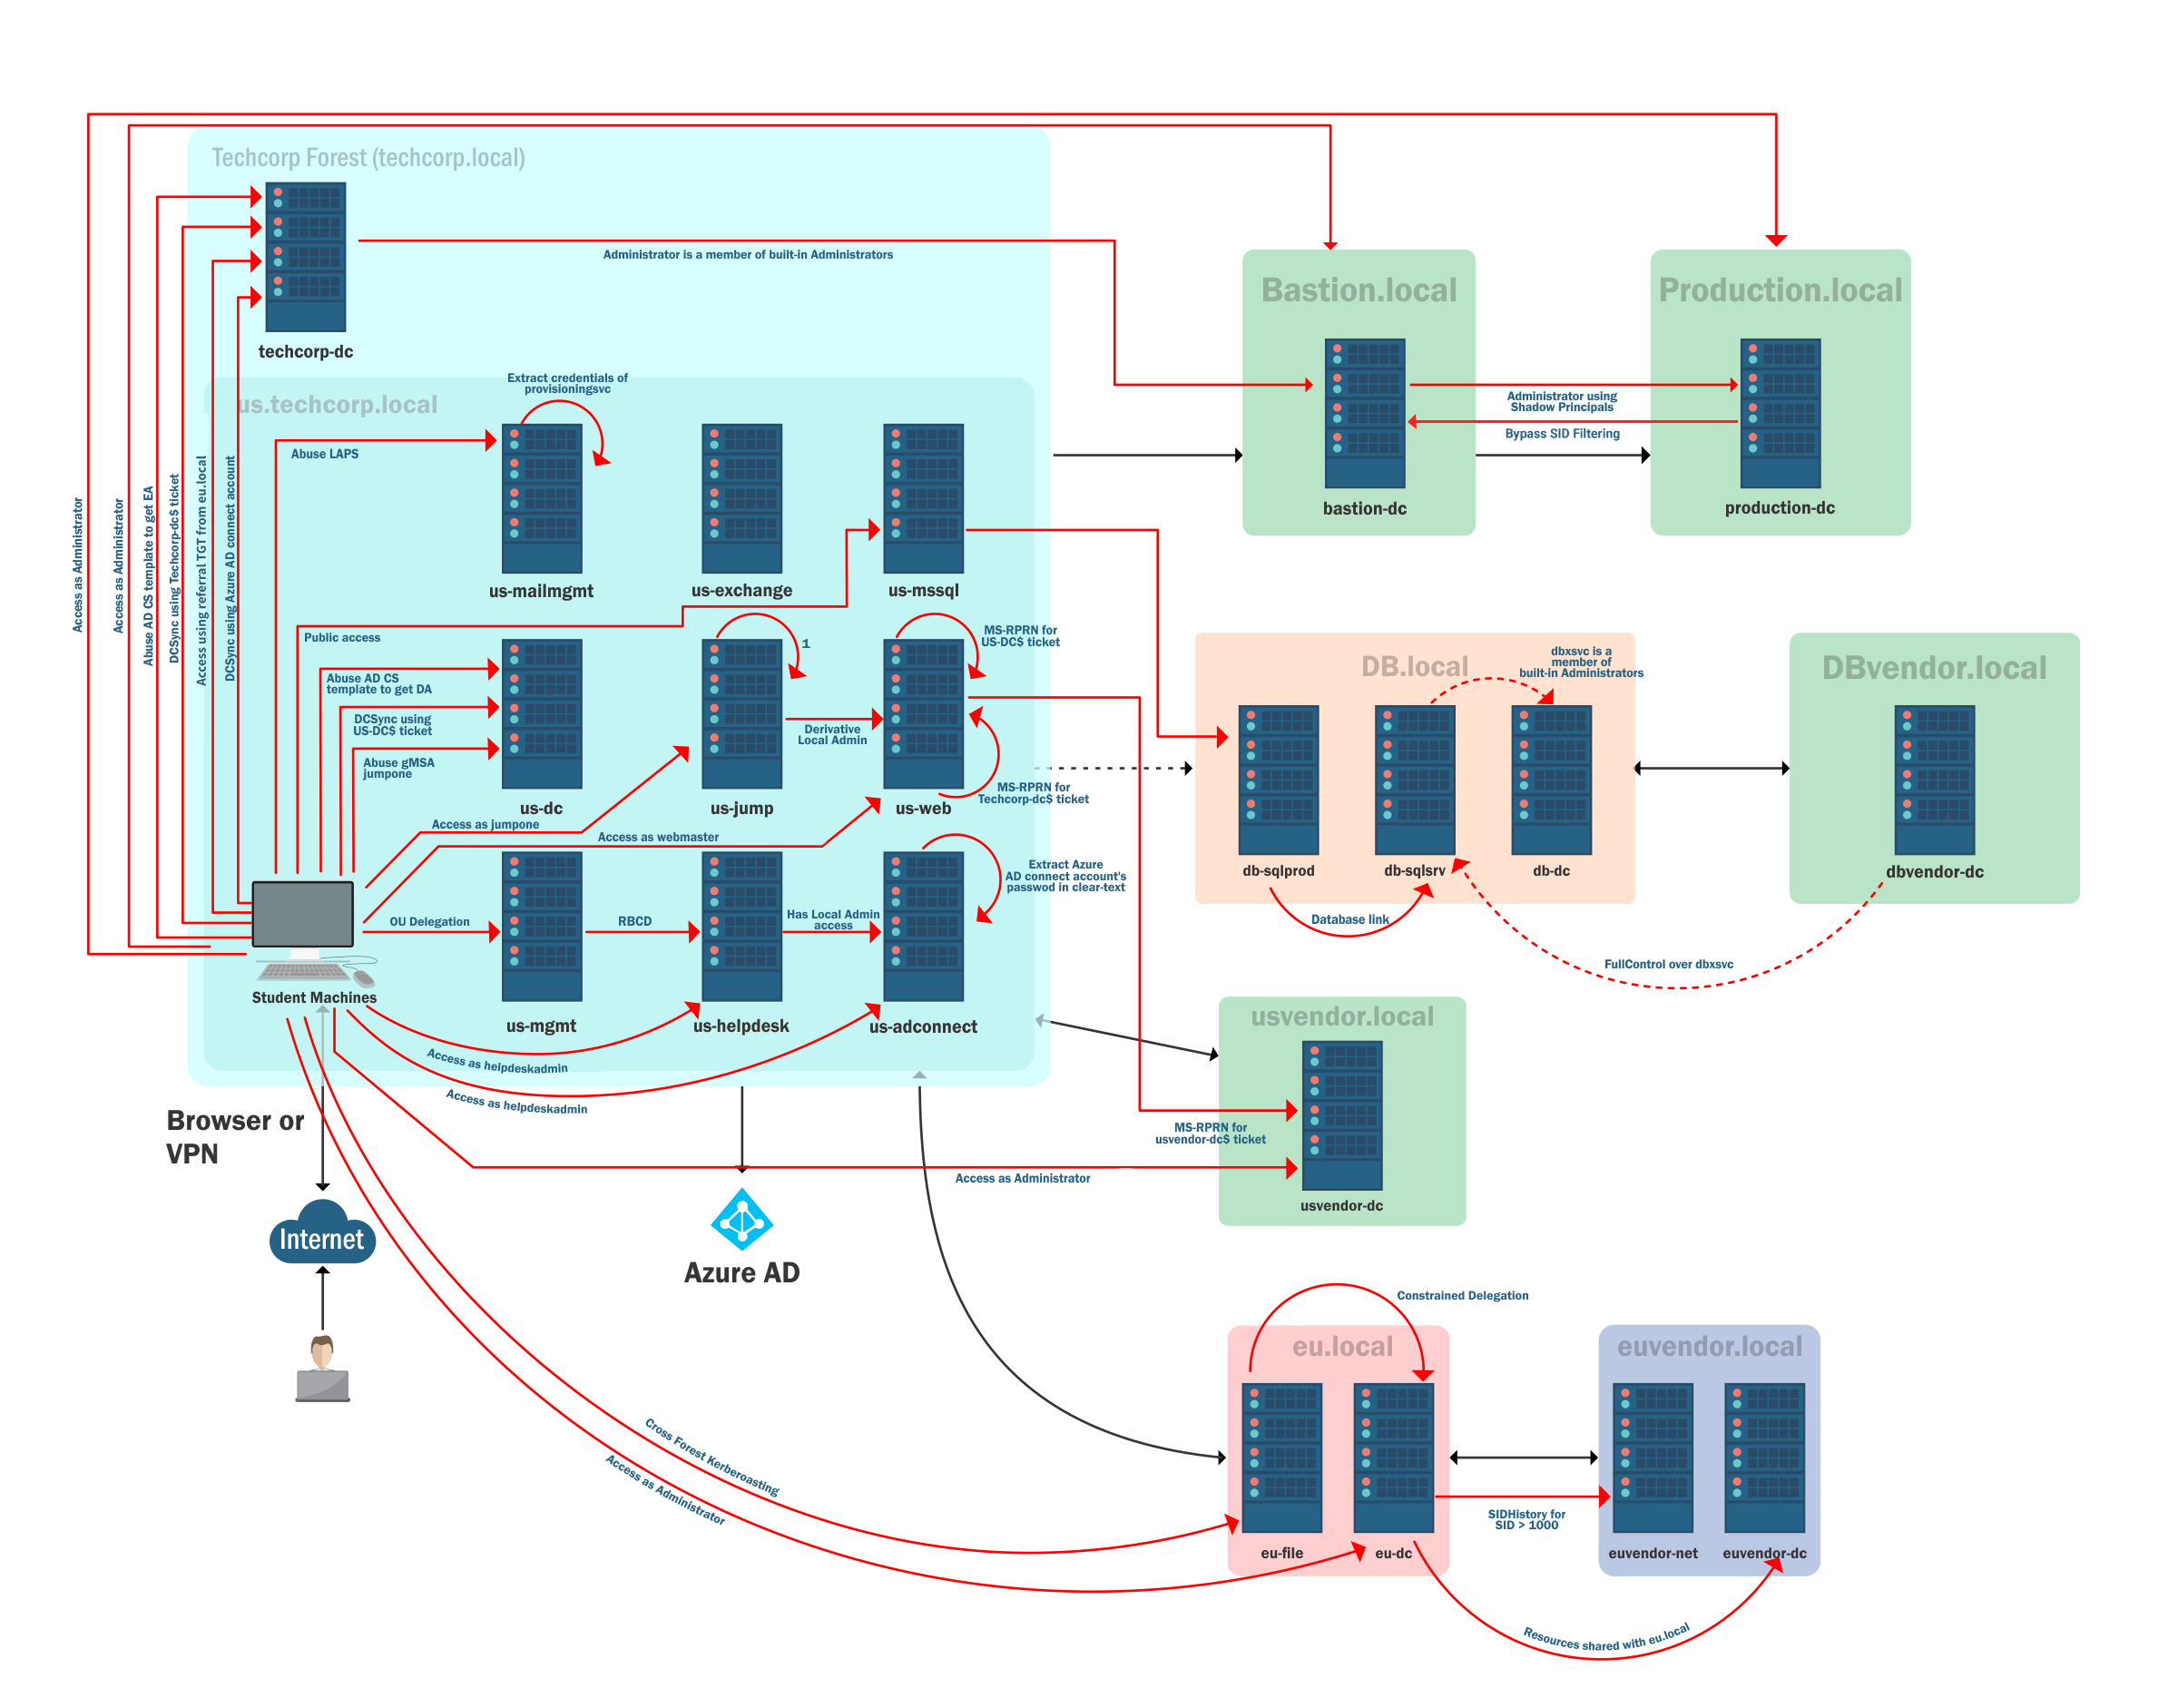 Techcorp Forest (techcorp.local)
techcorp-dc
Administrator is a member of built-in Administrators
Bastion.local
Production.local
bastion-dc
production-dc
Administrator using
Shadow Principals
Bypass SID Filtering
us.techcorp.local
Extract credentials of
provisioningsvc
Abuse LAPS
us-mailmgmt
us-exchange
us-mssql
Access as Administrator
Access as Administrator
Abuse AD CS template to get EA
DCSync using Techcorp-dc$ ticket
Access using referral TGT from eu.local
DCSync using Azure AD connect account
Public access
1
MS-RPRN for
US-DC$ ticket
Abuse AD CS
template to get DA
DCSync using
US-DC$ ticket
Abuse gMSA
jumpone
Derivative
Local Admin
us-dc
us-jump
us-web
MS-RPRN for
Techcorp-dc$ ticket
Access as jumpone
Access as webmaster
DB.local
dbxsvc is a
member of
built-in Administrators
db-sqlprod
db-sqlsrv
db-dc
Database link
DBvendor.local
dbvendor-dc
FullControl over dbxsvc
Extract Azure
AD connect account's
passwod in clear-text
OU Delegation
RBCD
Has Local Admin
access
Student Machines
us-mgmt
us-helpdesk
us-adconnect
Access as helpdeskadmin
Access as helpdeskadmin
usvendor.local
MS-RPRN for
usvendor-dc$ ticket
Access as Administrator
usvendor-dc
Browser or
VPN
Internet
Azure AD
Cross Forest Kerberoasting
Access as Administrator
Constrained Delegation
eu.local
eu-file
eu-dc
SIDHistory for
SID > 1000
euvendor.local
euvendor-net
euvendor-dc
Resources shared with eu.local